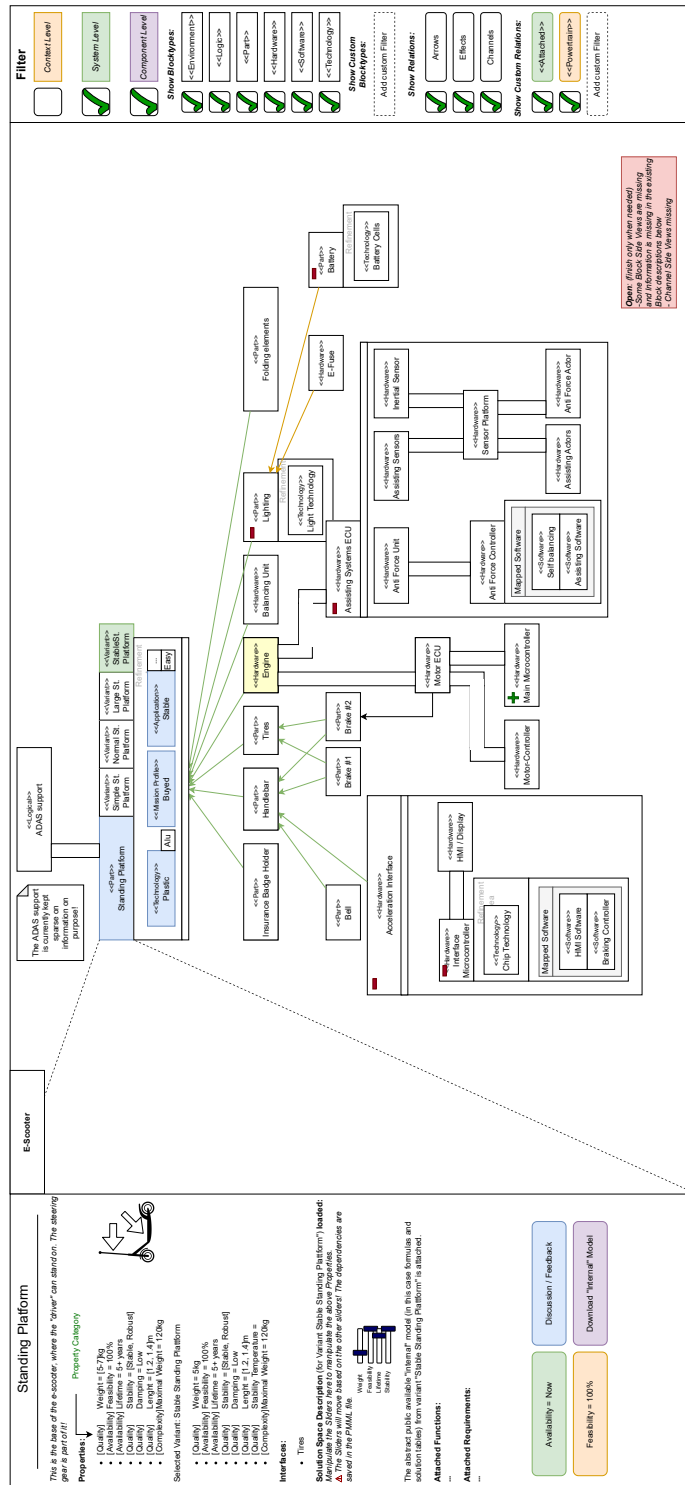 Standing Platform
This is the base of the e-scooter, where the "driver" can stand on. The steering
gear is part of it!
Properties:
Property Category
[Quality] Weight = [5-7]kg
[Availability] Feasibility = 100%
[Availability] Lifetime = 5+ years
[Quality] Stability = [Stable, Robust]
[Quality] Damping = Low
[Quality] Lenght = [1.2, 1.4]m
[Complexity] Maximal Weight = 120kg
Selected Variant: Stable Standing Plattform
[Quality] Weight = 5kg
[Availability] Feasibility = 100%
[Availability] Lifetime = 5+ years
[Quality] Stability = [Stable, Robust]
[Quality] Damping = Low
[Quality] Lenght = [1.2, 1.4]m
[Quality] Stability Temperature =
[Complexity] Maximal Weight = 120kg
Interfaces:
Tires
Solution Space Description (for Variant Stable Standing Plattform") loaded:
Manipulate the Sliders here to manipulate the above Properties.
The Sliders will move based on the other sliders! The dependencies are
saved in the PMML file.
Weight
Feasibility
Lifetime
Stability
The abstract public available "internal" model (in this case formulas and
solution tables) from variant "Stable Standing Plattform" is attached.
Attached Functions:
...
Attached Requirements:
...
Availability = Now
Discussion / Feedback
Feasibility = 100%
Download "Internal" Model
E-Scooter
The ADAS support
is currently kept
sparse on
information on
purpose!
<<Logical>>
ADAS support
<<Part>>
Standing Platform
<<Variant>>
Simple St.
Platform
<<Variant>>
Normal St.
Platform
<<Variant>>
Large St.
Platform
<<Variant>>
StableSt.
Platform
Refinement
<<Technology>>
Plastic
Alu
<<Mission Profile>>
Buyed
<<Application>>
Stable
...
Easy
<<Part>>
Insurance Badge Holder
<<Part>>
Handlebar
<<Part>>
Tires
<<Hardware>>
Engine
<<Hardware>>
Balancing Unit
<<Part>>
Lighting
Refinement
<<Technology>>
Light Technology
<<Part>>
Folding elements
<<Part>>
Bell
<<Part>>
Brake #1
<<Part>>
Brake #2
<<Hardware>>
E-Fuse
<<Part>>
Battery
Refinement
<<Technology>>
Battery Cells
<<Hardware>>
Acceleration Interface
<<Hardware>>
Interface
Microcontroller
<<Hardware>>
HMI / Display
<<Technology>>
Chip Technology
Mapped Software
<<Software>>
HMI Software
<<Software>>
Braking Controller
<<Hardware>>
Motor ECU
<<Hardware>>
Motor-Controller
<<Hardware>>
Main Microcontroller
<<Hardware>>
Assisting Systems ECU
<<Hardware>>
Anti Force Unit
<<Hardware>>
Assisting Sensors
<<Hardware>>
Inertial Sensor
<<Hardware>>
Anti Force Controller
<<Hardware>>
Sensor Platform
Mapped Software
<<Software>>
Self balancing
<<Software>>
Assisting Software
<<Hardware>>
Assisting Actors
<<Hardware>>
Anti Force Actor
Open: (finish only when needed)
-Some Block Side Views are missing
and Information is missing in the existing
Block descriptions below
- Channel Side Views missing
Filter
Context Level
System Level
Component Level
Show Blocktypes:
<<Environment>>
<<Logic>>
<<Part>>
<<Hardware>>
<<Software>>
<<Technology>>
Show Custom
Blocktypes:
Add custom Filter
Show Relations:
Arrows
Effects
Channels
Show Custom Relations:
<<Attached>>
<<Powertrain>>
Add custom Filter